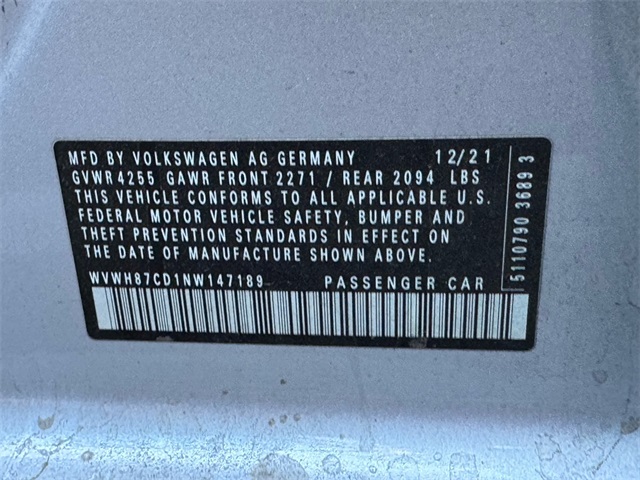 MFD BY VOLKSWAGEN AG GERMANY 12/21
GVWR 4255 GAWR FRONT 2271 / REAR 2094 LBS
THIS VEHICLE CONFORMS TO ALL APPLICABLE U.S.
FEDERAL MOTOR VEHICLE SAFETY, BUMPER AND
THEFT PREVENTION STANDARDS IN EFFECT ON
THE DATE OF MANUFACTURE SHOWN ABOVE.
WVWH87CD1NW147189 PASSENGER CAR
5110790 3689 3